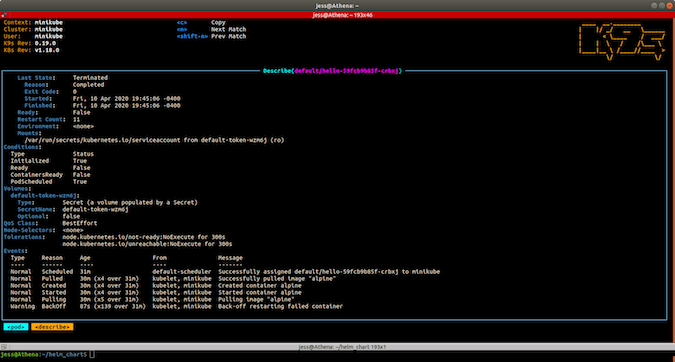 jess@Athena: ~
jess@Athena: ~ 193x46
Context: minikube <c> Copy
Cluster: minikube <n> Next Match
User: minikube <shift-n> Prev Match
K9s Rev: 0.19.0
K8s Rev: v1.18.0
Describe(default/hello-59fcb9b85f-crbxj)
Last State: Terminated
Reason: Completed
Exit Code: 0
Started: Fri, 10 Apr 2020 19:45:06 -0400
Finished: Fri, 10 Apr 2020 19:45:06 -0400
Ready: False
Restart Count: 11
Environment: <none>
Mounts:
/var/run/secrets/kubernetes.io/serviceaccount from default-token-wzm6j (ro)
Conditions:
Type Status
Initialized True
Ready False
ContainersReady False
PodScheduled True
Volumes:
default-token-wzm6j:
Type: Secret (a volume populated by a Secret)
SecretName: default-token-wzm6j
Optional: false
QoS Class: BestEffort
Node-Selectors: <none>
Tolerations: node.kubernetes.io/not-ready:NoExecute for 300s
node.kubernetes.io/unreachable:NoExecute for 300s
Events:
Type Reason Age From Message
---- ------ ---- ---- -------
Normal Scheduled 31m default-scheduler Successfully assigned default/hello-59fcb9b85f-crbxj to minikube
Normal Pulled 30m (x4 over 31m) kubelet, minikube Successfully pulled image "alpine"
Normal Created 30m (x4 over 31m) kubelet, minikube Created container alpine
Normal Started 30m (x4 over 31m) kubelet, minikube Started container alpine
Normal Pulling 30m (x5 over 31m) kubelet, minikube Pulling image "alpine"
Warning BackOff 87s (x139 over 31m) kubelet, minikube Back-off restarting failed container
<pod> <describe>
jess@Athena: ~/helm_chart 193x1
jess@Athena:~/helm_chart$